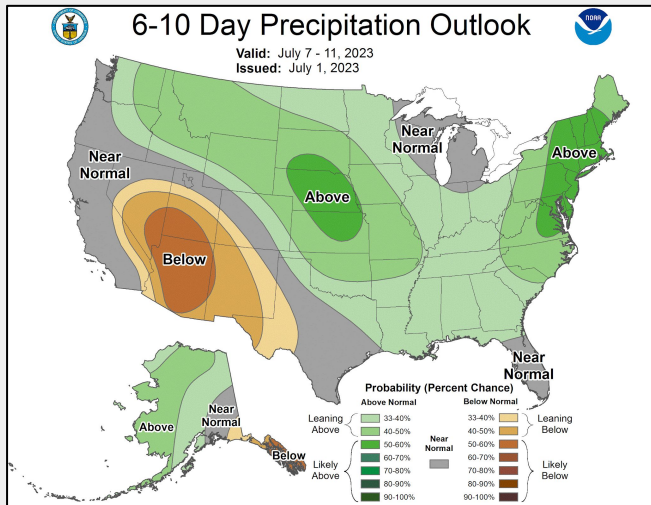 6-10 Day Precipitation Outlook
NOAA
Valid: July 7 - 11, 2023
Issued: July 1, 2023
Near
Normal
Above
Near
Normal
Above
Below
Near
Normal
Above
Near
Normal
Below
Probability (Percent Chance)
Above Normal
Below Normal
Leaning
Above
33-40%
40-50%
50-60%
60-70%
70-80%
80-90%
90-100%
Likely
Above
Near
Normal
33-40%
40-50%
50-60%
60-70%
70-80%
80-90%
90-100%
Leaning
Below
Likely
Below